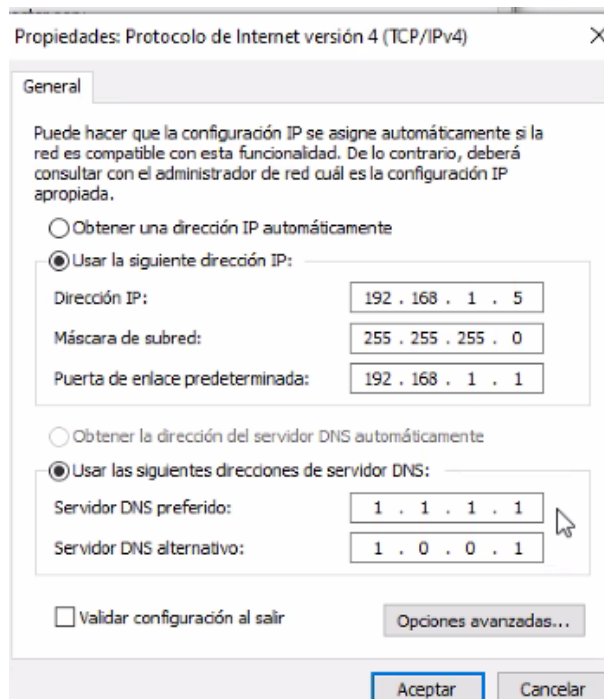 Propiedades: Protocolo de Internet versión 4 (TCP/IPv4)
General
Puede hacer que la configuración IP se asigne automáticamente si la
red es compatible con esta funcionalidad. De lo contrario, deberá
consultar con el administrador de red cuál es la configuración IP
apropiada.
Obtener una dirección IP automáticamente
Usar la siguiente dirección IP:
Dirección IP: 192 . 168 . 1 . 5
Máscara de subred: 255 . 255 . 255 . 0
Puerta de enlace predeterminada: 192 . 168 . 1 . 1
Obtener la dirección del servidor DNS automáticamente
Usar las siguientes direcciones de servidor DNS:
Servidor DNS preferido: 1 . 1 . 1 . 1
Servidor DNS alternativo: 1 . 0 . 0 . 1
Validar configuración al salir Opciones avanzadas...
Aceptar Cancelar